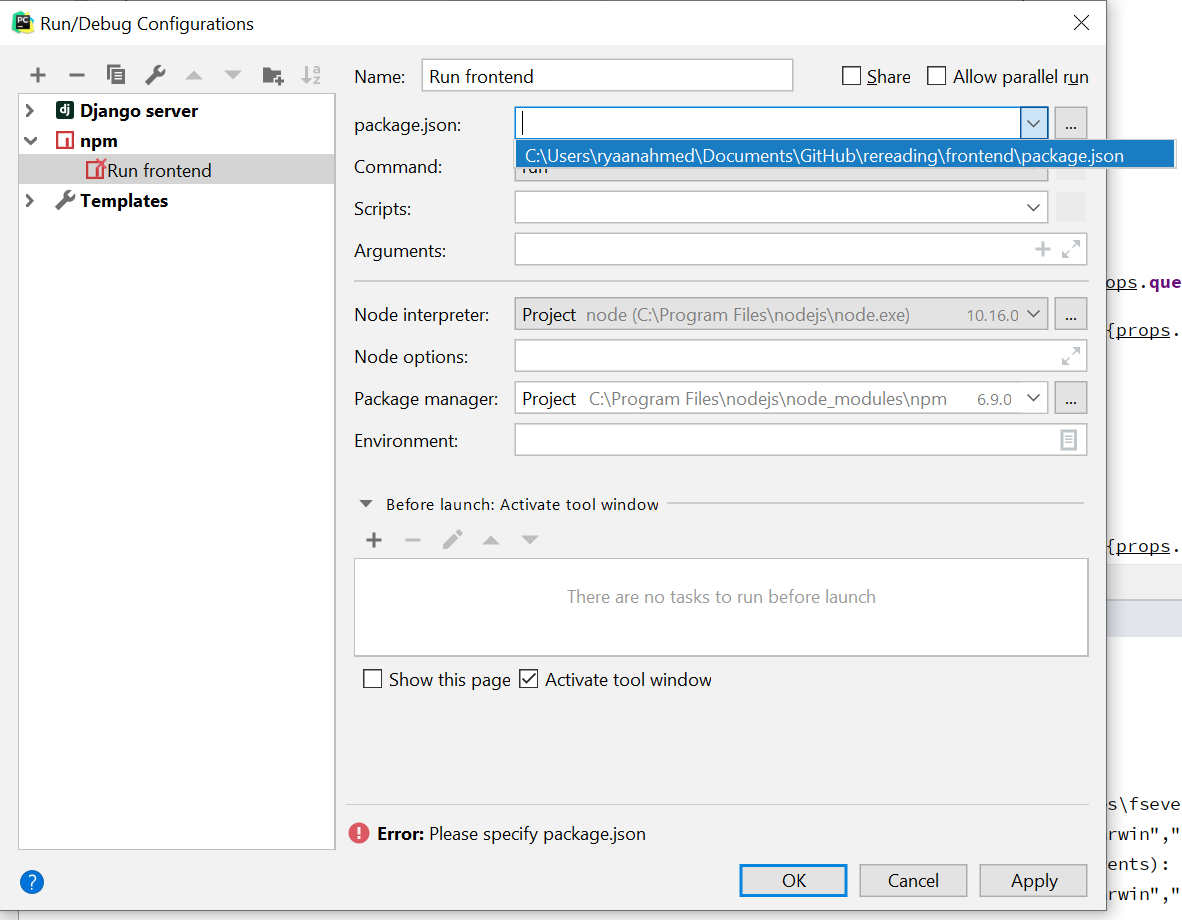 Run/Debug Configurations
Name: Run frontend Share Allow parallel run
Django server
npm
Run frontend
Templates
package.json: ...
C:\Users\ryaanahmed\Documents\GitHub\rereading\frontend\package.json
Command: run
Scripts:
Arguments:
Node interpreter: Project node (C:\Program Files\nodejs\node.exe) 10.16.0 ...
Node options:
Package manager: Project C:\Program Files\nodejs\node_modules\npm 6.9.0 ...
Environment:
Before launch: Activate tool window
There are no tasks to run before launch
Show this page Activate tool window
Error: Please specify package.json
? OK Cancel Apply
ops.que
{props.
{props.
s\fseve
rwin","
ents):
rwin","